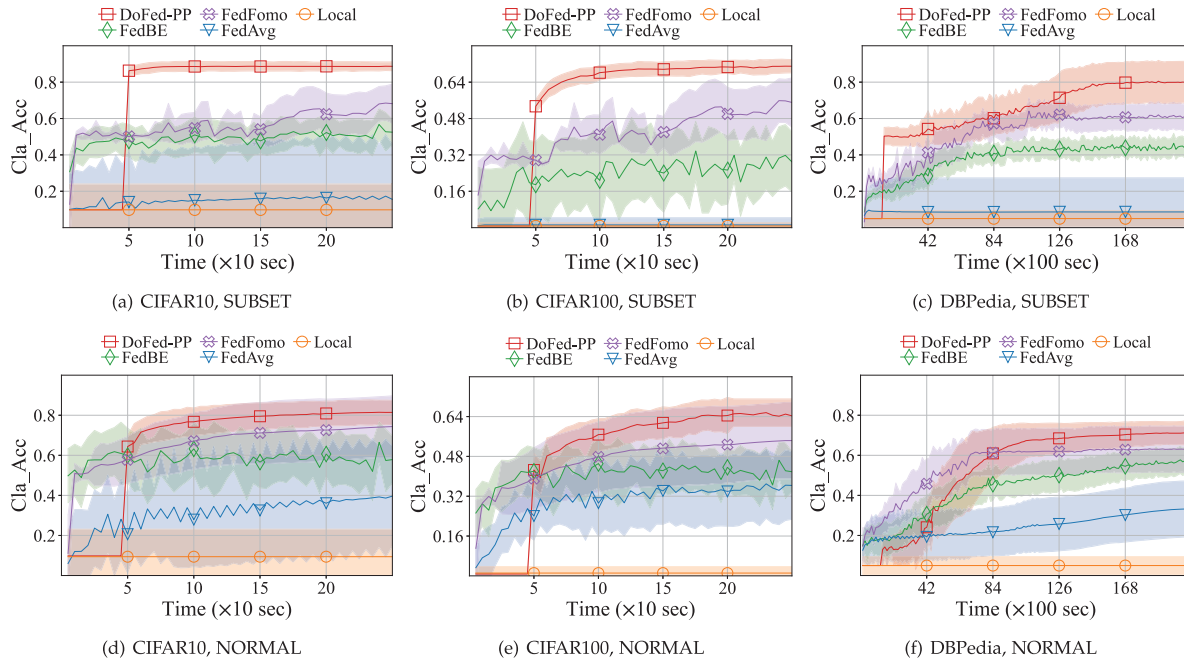 DoFed-PP FedFomo Local
FedBE FedAvg
Cla_Acc
0.8
0.6
0.4
0.2
5 10 15 20
Time (×10 sec)
(a) CIFAR10, SUBSET
DoFed-PP FedFomo Local
FedBE FedAvg
Cla_Acc
0.64
0.48
0.32
0.16
5 10 15 20
Time (×10 sec)
(b) CIFAR100, SUBSET
DoFed-PP FedFomo Local
FedBE FedAvg
Cla_Acc
0.8
0.6
0.4
0.2
42 84 126 168
Time (×100 sec)
(c) DBPedia, SUBSET
DoFed-PP FedFomo Local
FedBE FedAvg
Cla_Acc
0.8
0.6
0.4
0.2
5 10 15 20
Time (×10 sec)
(d) CIFAR10, NORMAL
DoFed-PP FedFomo Local
FedBE FedAvg
Cla_Acc
0.64
0.48
0.32
0.16
5 10 15 20
Time (×10 sec)
(e) CIFAR100, NORMAL
DoFed-PP FedFomo Local
FedBE FedAvg
Cla_Acc
0.8
0.6
0.4
0.2
42 84 126 168
Time (×100 sec)
(f) DBPedia, NORMAL